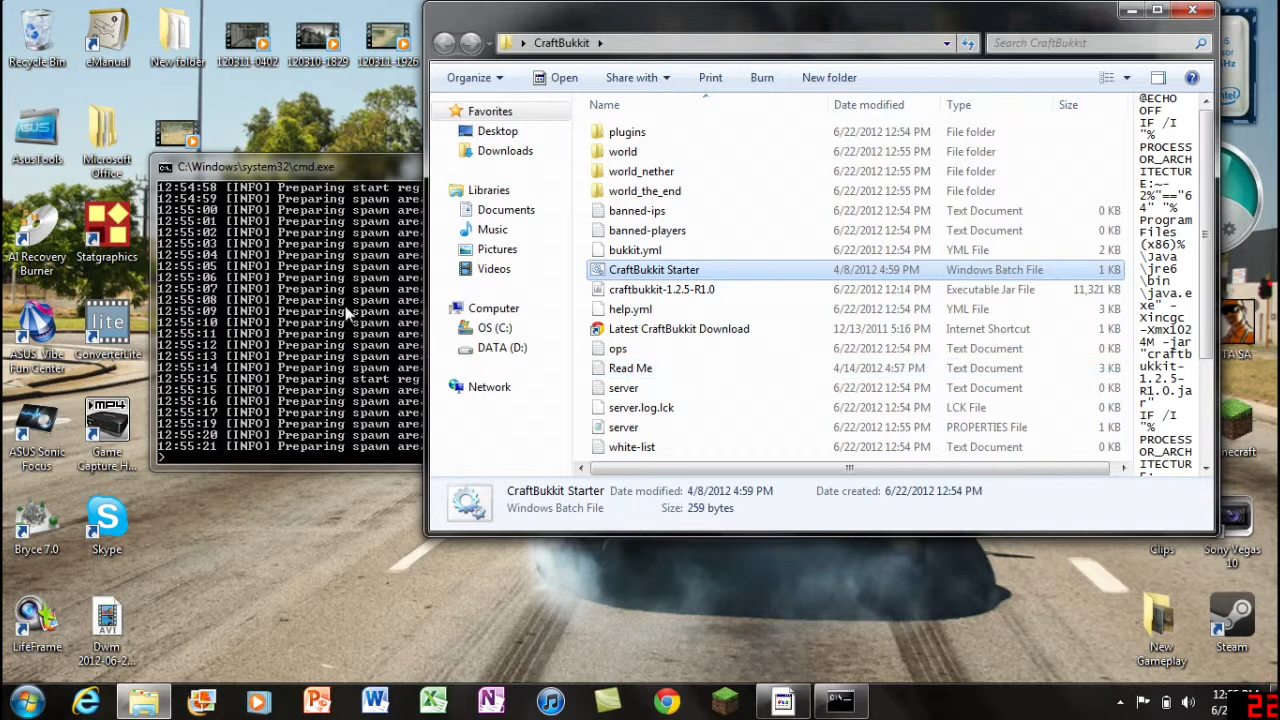 Recycle Bin
eManual
New folder
120311-0402
120310-1829
120311-1926
AsusTools
Microsoft
Office
AI Recovery
Burner
Statgraphics
ASUS Vibe
Fun Center
ConverterLite
lite
MP4
ASUS Sonic
Focus
Game
Capture H...
Bryce 7.0
Skype
LifeFrame
AVI
Dwm
2012-06-2...
C:\Windows\system32\cmd.exe
12:54:58 [INFO] Preparing start reg
12:54:59 [INFO] Preparing spawn are
12:55:00 [INFO] Preparing spawn are
12:55:01 [INFO] Preparing spawn are
12:55:02 [INFO] Preparing spawn are
12:55:03 [INFO] Preparing spawn are
12:55:04 [INFO] Preparing spawn are
12:55:05 [INFO] Preparing spawn are
12:55:06 [INFO] Preparing spawn are
12:55:07 [INFO] Preparing spawn are
12:55:08 [INFO] Preparing spawn are
12:55:09 [INFO] Preparing spawn are
12:55:10 [INFO] Preparing spawn are
12:55:11 [INFO] Preparing spawn are
12:55:12 [INFO] Preparing spawn are
12:55:13 [INFO] Preparing spawn are
12:55:14 [INFO] Preparing spawn are
12:55:15 [INFO] Preparing start reg
12:55:15 [INFO] Preparing spawn are
12:55:16 [INFO] Preparing spawn are
12:55:17 [INFO] Preparing spawn are
12:55:19 [INFO] Preparing spawn are
12:55:20 [INFO] Preparing spawn are
12:55:21 [INFO] Preparing spawn are
>
CraftBukkit
Search CraftBukkit
Organize Open Share with Print Burn New folder
Favorites
Desktop
Downloads
Libraries
Documents
Music
Pictures
Videos
Computer
OS (C:)
DATA (D:)
Network
Name Date modified Type Size
plugins 6/22/2012 12:54 PM File folder
world 6/22/2012 12:55 PM File folder
world_nether 6/22/2012 12:55 PM File folder
world_the_end 6/22/2012 12:55 PM File folder
banned-ips 6/22/2012 12:54 PM Text Document 0 KB
banned-players 6/22/2012 12:54 PM Text Document 0 KB
bukkit.yml 6/22/2012 12:54 PM YML File 2 KB
CraftBukkit Starter 4/8/2012 4:59 PM Windows Batch File 1 KB
craftbukkit-1.2.5-R1.0 6/22/2012 12:14 PM Executable Jar File 11,321 KB
help.yml 6/22/2012 12:54 PM YML File 3 KB
Latest CraftBukkit Download 12/13/2011 5:16 PM Internet Shortcut 1 KB
ops 6/22/2012 12:54 PM Text Document 0 KB
Read Me 4/14/2012 4:57 PM Text Document 3 KB
server 6/22/2012 12:54 PM Text Document 0 KB
server.log.lck 6/22/2012 12:54 PM LCK File 0 KB
server 6/22/2012 12:54 PM PROPERTIES File 1 KB
white-list 6/22/2012 12:54 PM Text Document 0 KB
@ECHO
OFF
IF /I
"%
PROCESS
OR_ARCHI
TECTURE:~-
2%"=="6
4" "%
Program
Files
(x86)%
\Java
\jre6
\bin
\java.ex
e" -
Xincgc
-Xmx102
4M -jar
"craftb
ukkit-
1.2.5-
R1.0.jar
"
IF /I
"%
PROCESS
OR_ARCHI
TECTURE:
CraftBukkit Starter Date modified: 4/8/2012 4:59 PM Date created: 6/22/2012 12:54 PM
Windows Batch File Size: 259 bytes
intel
GHz
TA SA
necraft
Clips
Sony Vegas
10
New
Gameplay
Steam
22